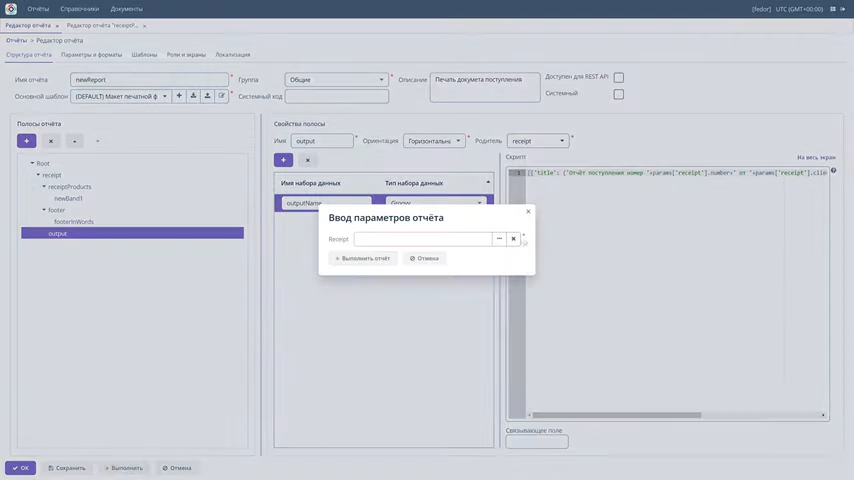 Отчёты Справочники Документы [fedor] UTC (GMT+00:00)
Редактор отчёта × Редактор отчёта "receiptP... ×
Отчёты > Редактор отчёта
Структура отчёта Параметры и форматы Шаблоны Роли и экраны Локализация
Имя отчёта newReport * Группа Общие * Описание Печать докумета поступления Доступен для REST API
Основной шаблон (DEFAULT) Макет печатной ф * Системный код Системный
Полосы отчёта
Root
receipt
receiptProducts
newBand1
footer
footerInWords
output
Свойства полосы
Имя output * Ориентация Горизонтальн * Родитель receipt *
Имя набора данных Тип набора данных
outputName Groovy
Скрипт На весь экран
1 [['title': ('Отчёт поступления номер '+params['receipt'].number+' от '+params['receipt'].clie
Связывающее поле
Ввод параметров отчёта ×
Receipt *
Выполнить отчёт Отмена
OK Сохранить Выполнить Отмена